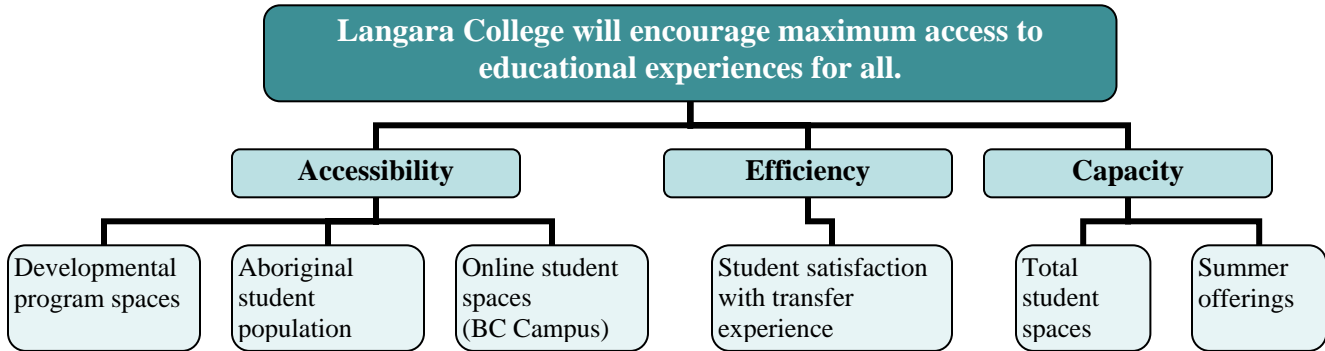 Langara College will encourage maximum access to
educational experiences for all.
Accessibility
Efficiency
Capacity
Developmental
program spaces
Aboriginal
student
population
Online student
spaces
(BC Campus)
Student satisfaction
with transfer
experience
Total
student
spaces
Summer
offerings